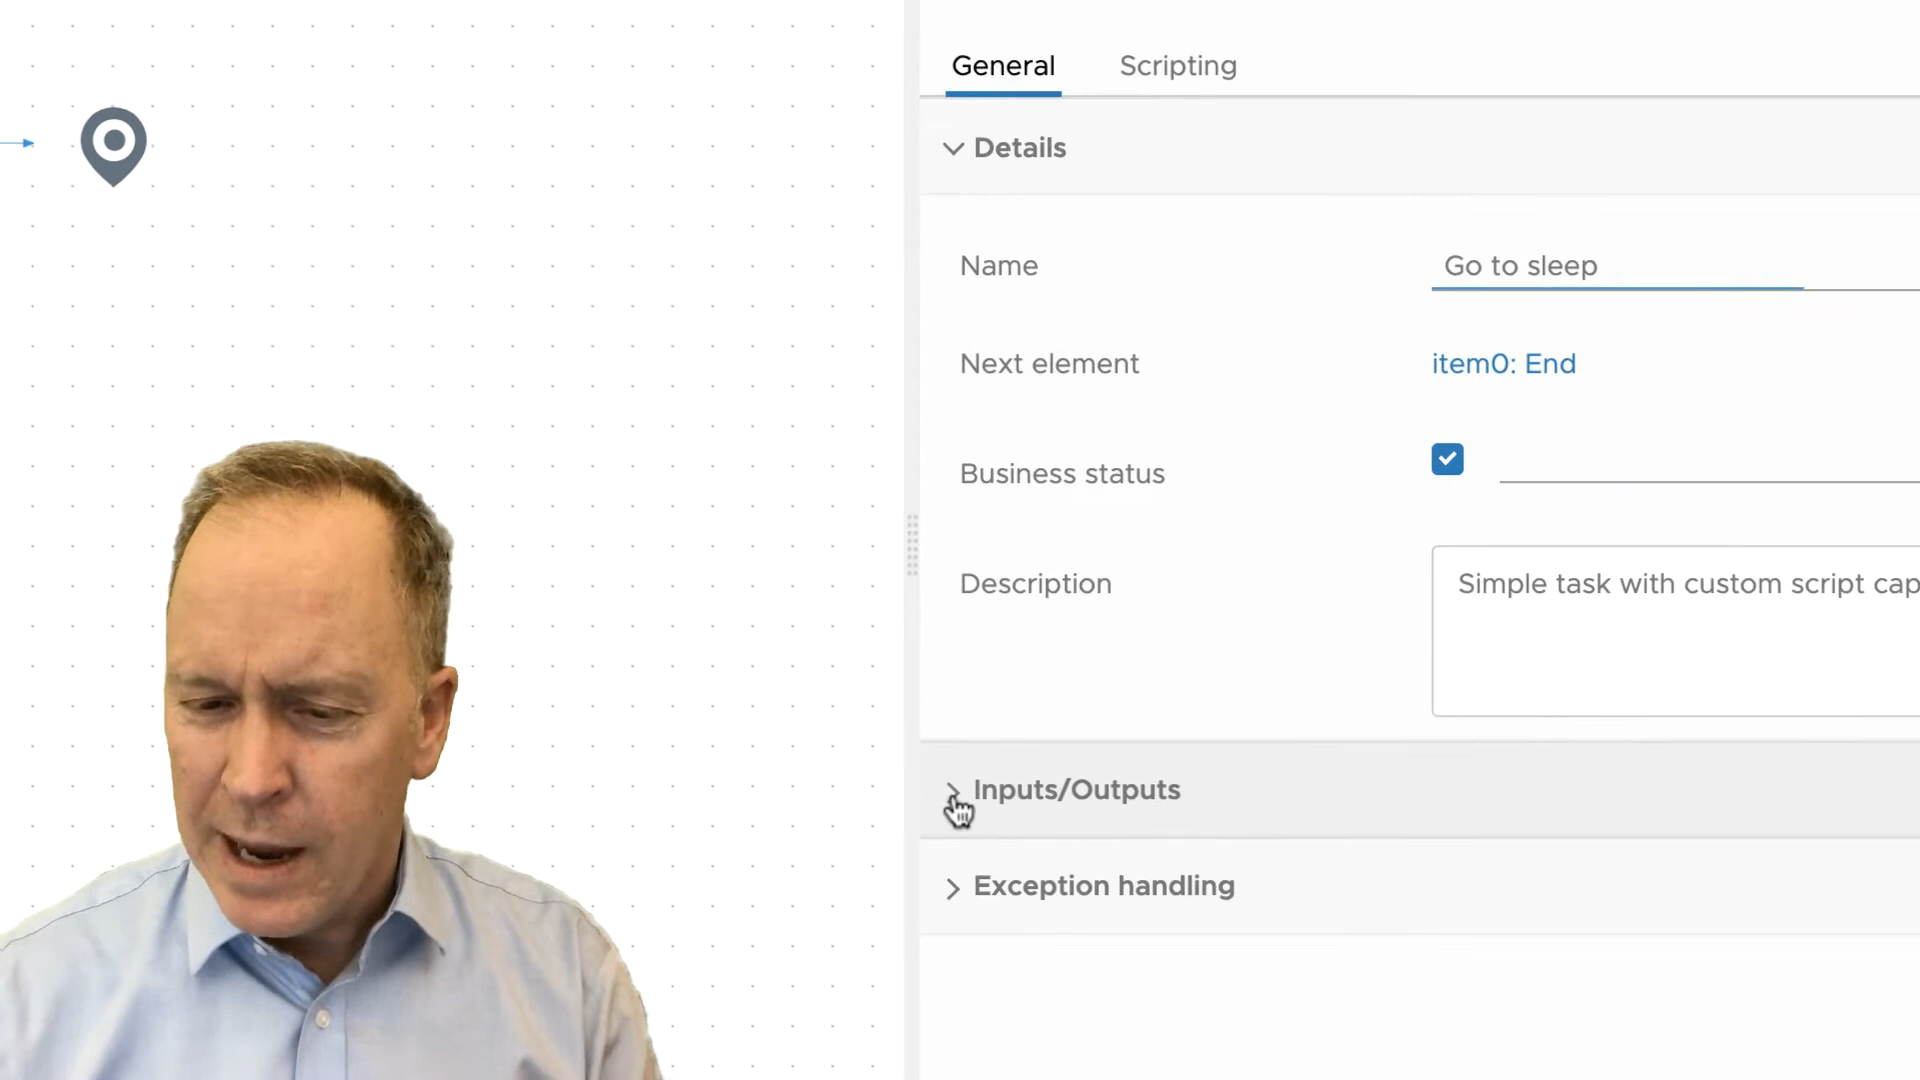 General Scripting
Details
Name Go to sleep
Next element item0: End
Business status
Description Simple task with custom script cap
Inputs/Outputs
Exception handling